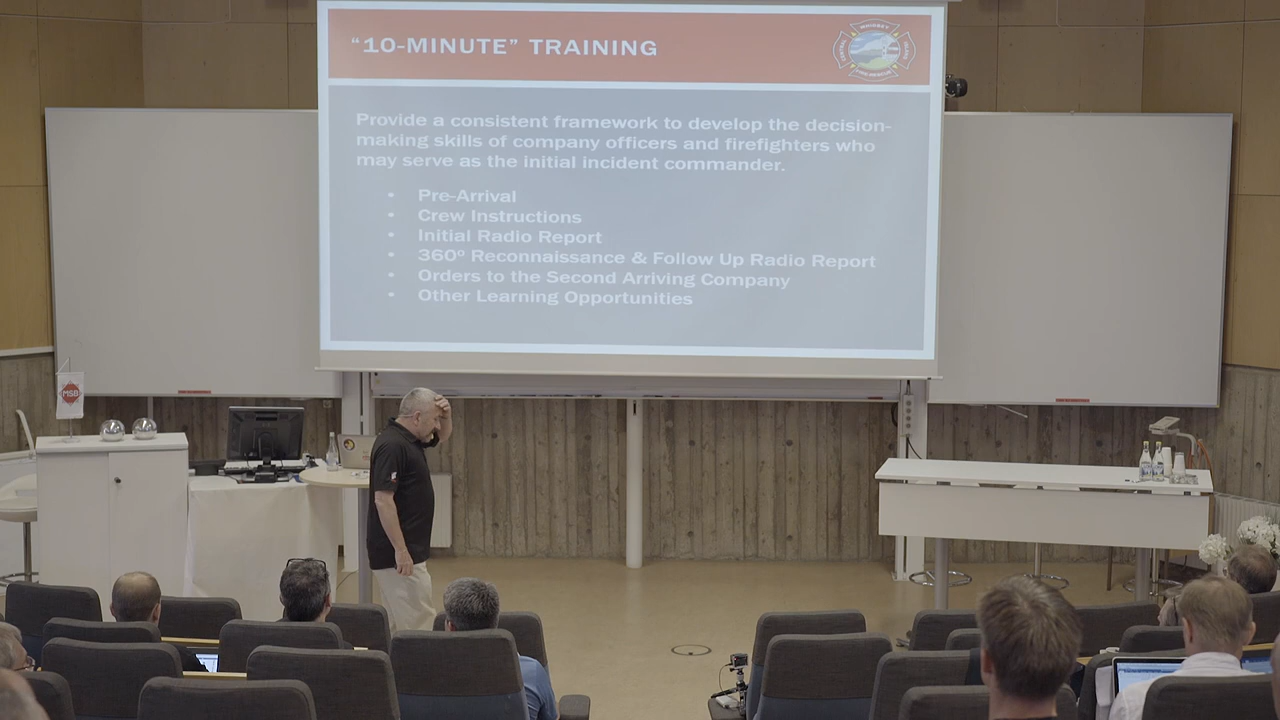 “10-MINUTE” TRAINING
Provide a consistent framework to develop the decision-
making skills of company officers and firefighters who
may serve as the initial incident commander.
• Pre-Arrival
• Crew Instructions
• Initial Radio Report
• 360º Reconnaissance & Follow Up Radio Report
• Orders to the Second Arriving Company
• Other Learning Opportunities
MSB